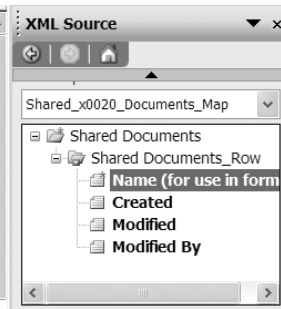 XML Source
Shared_x0020_Documents_Map
Shared Documents
Shared Documents_Row
Name (for use in form
Created
Modified
Modified By